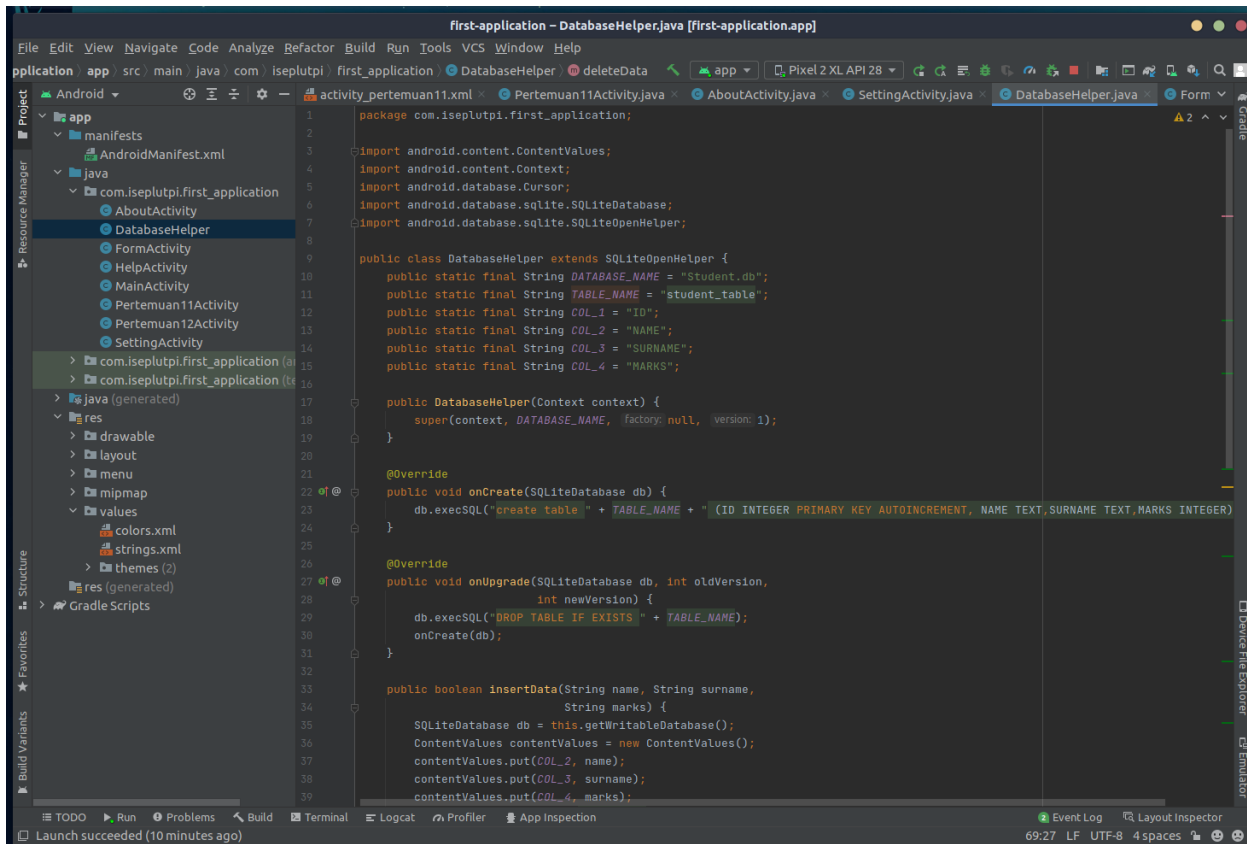 first-application – DatabaseHelper.java [first-application.app]
File Edit View Navigate Code Analyze Refactor Build Run Tools VCS Window Help
pplication app src main java com iseplutpi first_application DatabaseHelper deleteData app Pixel 2 XL API 28
Android activity_pertemuan11.xml Pertemuan11Activity.java AboutActivity.java SettingActivity.java DatabaseHelper.java Form
Project
Resource Manager
Structure
Favorites
Build Variants
app
manifests
AndroidManifest.xml
java
com.iseplutpi.first_application
AboutActivity
DatabaseHelper
FormActivity
HelpActivity
MainActivity
Pertemuan11Activity
Pertemuan12Activity
SettingActivity
com.iseplutpi.first_application (a
com.iseplutpi.first_application (te
java (generated)
res
drawable
layout
menu
mipmap
values
colors.xml
strings.xml
themes (2)
res (generated)
Gradle Scripts
1 package com.iseplutpi.first_application;
2
3 import android.content.ContentValues;
4 import android.content.Context;
5 import android.database.Cursor;
6 import android.database.sqlite.SQLiteDatabase;
7 import android.database.sqlite.SQLiteOpenHelper;
8
9 public class DatabaseHelper extends SQLiteOpenHelper {
10 public static final String DATABASE_NAME = "Student.db";
11 public static final String TABLE_NAME = "student_table";
12 public static final String COL_1 = "ID";
13 public static final String COL_2 = "NAME";
14 public static final String COL_3 = "SURNAME";
15 public static final String COL_4 = "MARKS";
16
17 public DatabaseHelper(Context context) {
18 super(context, DATABASE_NAME, factory: null, version: 1);
19 }
20
21 @Override
22 public void onCreate(SQLiteDatabase db) {
23 db.execSQL("create table " + TABLE_NAME + " (ID INTEGER PRIMARY KEY AUTOINCREMENT, NAME TEXT,SURNAME TEXT,MARKS INTEGER)
24 }
25
26 @Override
27 public void onUpgrade(SQLiteDatabase db, int oldVersion,
28 int newVersion) {
29 db.execSQL("DROP TABLE IF EXISTS " + TABLE_NAME);
30 onCreate(db);
31 }
32
33 public boolean insertData(String name, String surname,
34 String marks) {
35 SQLiteDatabase db = this.getWritableDatabase();
36 ContentValues contentValues = new ContentValues();
37 contentValues.put(COL_2, name);
38 contentValues.put(COL_3, surname);
39 contentValues.put(COL_4, marks);
2
Gradle
Device File Explorer
Emulator
TODO Run Problems Build Terminal Logcat Profiler App Inspection 2 Event Log Layout Inspector
Launch succeeded (10 minutes ago) 69:27 LF UTF-8 4 spaces